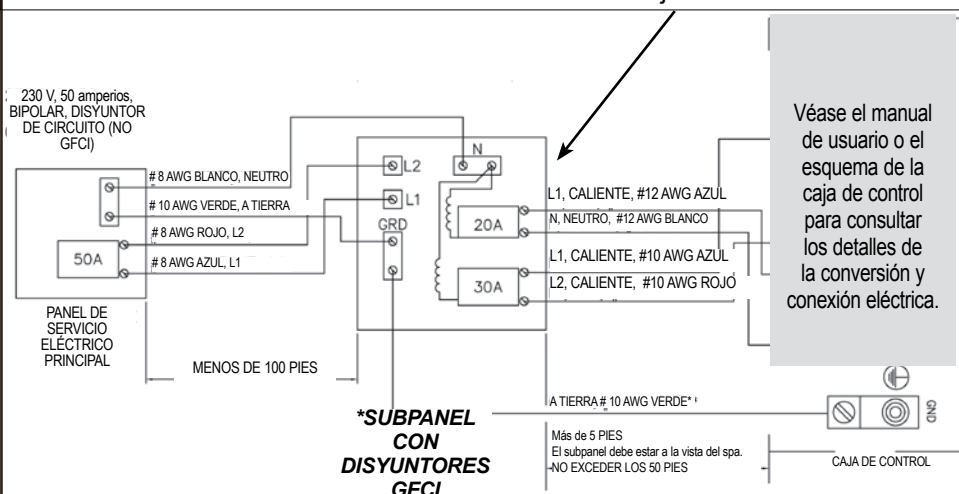 230 V, 50 amperios,
BIPOLAR, DISYUNTOR
DE CIRCUITO (NO
GFCI)
# 8 AWG BLANCO, NEUTRO
# 10 AWG VERDE, A TIERRA
# 8 AWG ROJO, L2
# 8 AWG AZUL, L1
50A
PANEL DE
SERVICIO
ELÉCTRICO
PRINCIPAL
MENOS DE 100 PIES
N
L2
L1
GRD
20A
30A
L1, CALIENTE, #12 AWG AZUL
N, NEUTRO, #12 AWG BLANCO
L1, CALIENTE, #10 AWG AZUL
L2, CALIENTE, #10 AWG ROJO
Véase el manual
de usuario o el
esquema de la
caja de control
para consultar
los detalles de
la conversión y
conexión eléctrica.
*SUBPANEL
CON
DISYUNTORES
GFCI
A TIERRA # 10 AWG VERDE*
Más de 5 PIES
El subpanel debe estar a la vista del spa.
NO EXCEDER LOS 50 PIES
GND
CAJA DE CONTROL